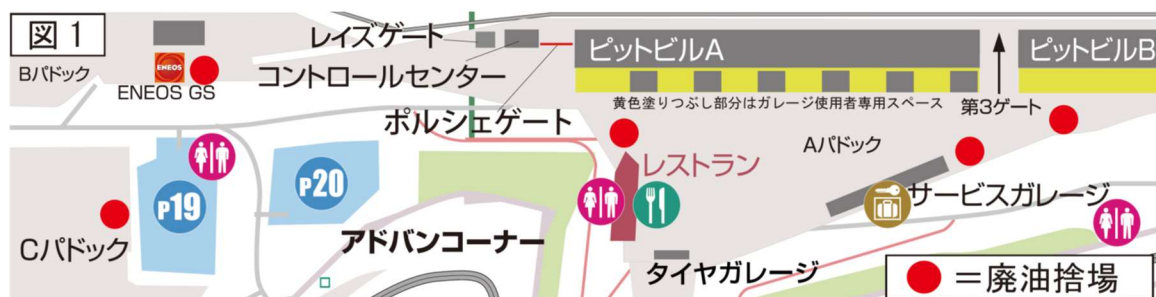 図1
レイズゲート
ピットビルA
ピットビルB
Bパドック
ENEOS
コントロールセンター
ENEOS GS
黄色塗りつぶし部分はガレージ使用者専用スペース
第3ゲート
ポルシェゲート
Aパドック
レストラン
P19
P20
サービスガレージ
Cパドック
アドバンコーナー
タイヤガレージ
=廃油捨場